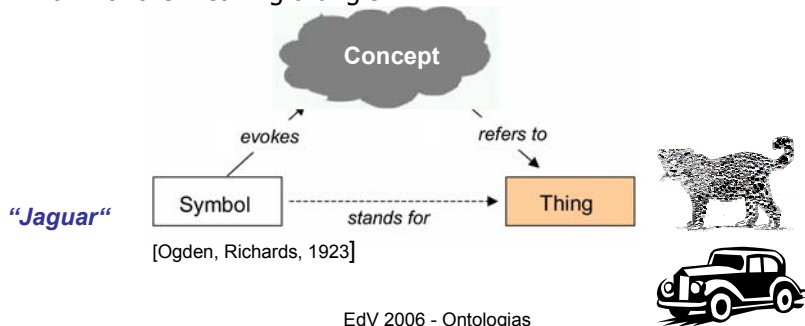 Concept
evokes
refers to
Symbol
Thing
"Jaguar"
stands for
[Ogden, Richards, 1923]
EdV 2006 - Ontologias